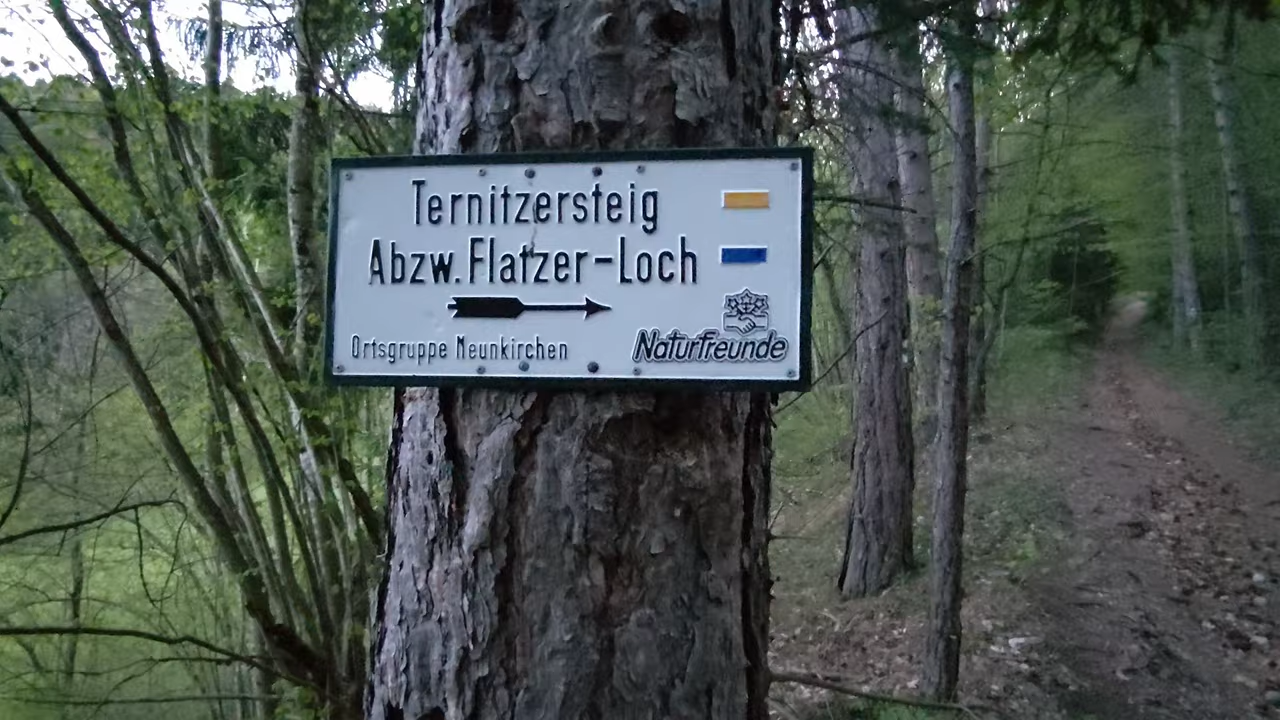 Ternitzersteig
Abzw. Flatzer-Loch
Ortsgruppe Neunkirchen
Naturfreunde